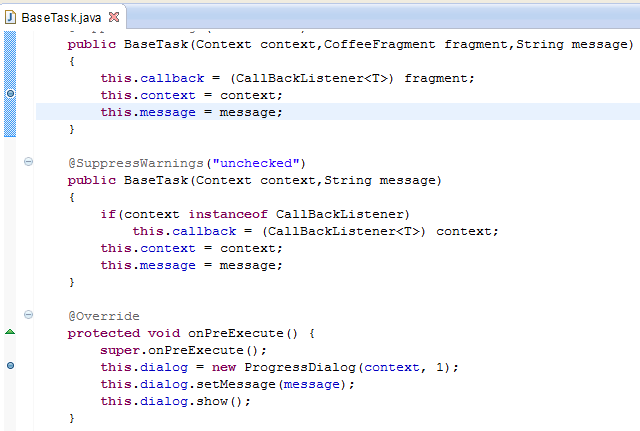 BaseTask.java
public BaseTask(Context context,CoffeeFragment fragment,String message)
{
this.callback = (CallBackListener<T>) fragment;
this.context = context;
this.message = message;
}
@SuppressWarnings("unchecked")
public BaseTask(Context context,String message)
{
if(context instanceof CallBackListener)
this.callback = (CallBackListener<T>) context;
this.context = context;
this.message = message;
}
@Override
protected void onPreExecute() {
super.onPreExecute();
this.dialog = new ProgressDialog(context, 1);
this.dialog.setMessage(message);
this.dialog.show();
}